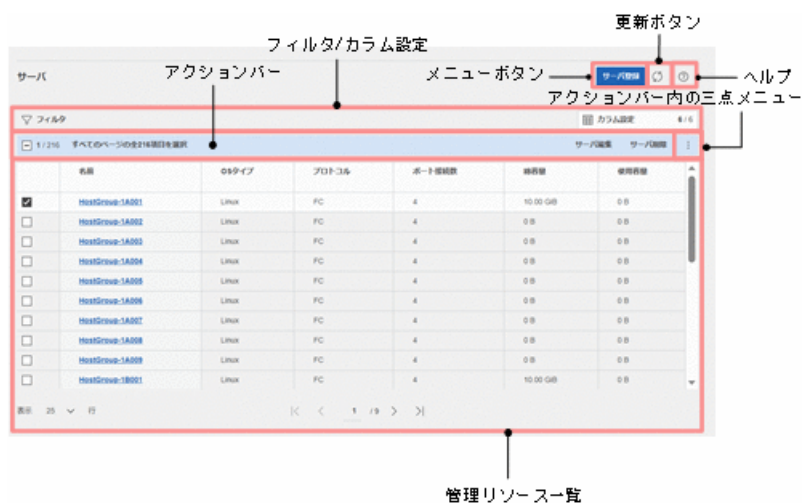 更新ボタン
フィルタ/カラム設定
サーバ
アクションバー
メニューボタン
サーバ登録
ヘルプ
アクションバー内の三点メニュー
フィルタ
カラム設定 6/6
1/216 すべてのページの全216項目を選択 サーバ編集 サーバ削除
名前 OSタイプ プロトコル ポート接続数 総容量 使用容量
HostGroup-1A001 Linux FC 4 10.00 GiB 0 B
HostGroup-1A002 Linux FC 4 0 B 0 B
HostGroup-1A003 Linux FC 4 0 B 0 B
HostGroup-1A004 Linux FC 4 0 B 0 B
HostGroup-1A005 Linux FC 4 0 B 0 B
HostGroup-1A006 Linux FC 4 0 B 0 B
HostGroup-1A007 Linux FC 4 0 B 0 B
HostGroup-1A008 Linux FC 4 0 B 0 B
HostGroup-1A009 Linux FC 4 0 B 0 B
HostGroup-1B001 Linux FC 4 10.00 GiB 0 B
表示 25 行 1 /9
管理リソース一覧